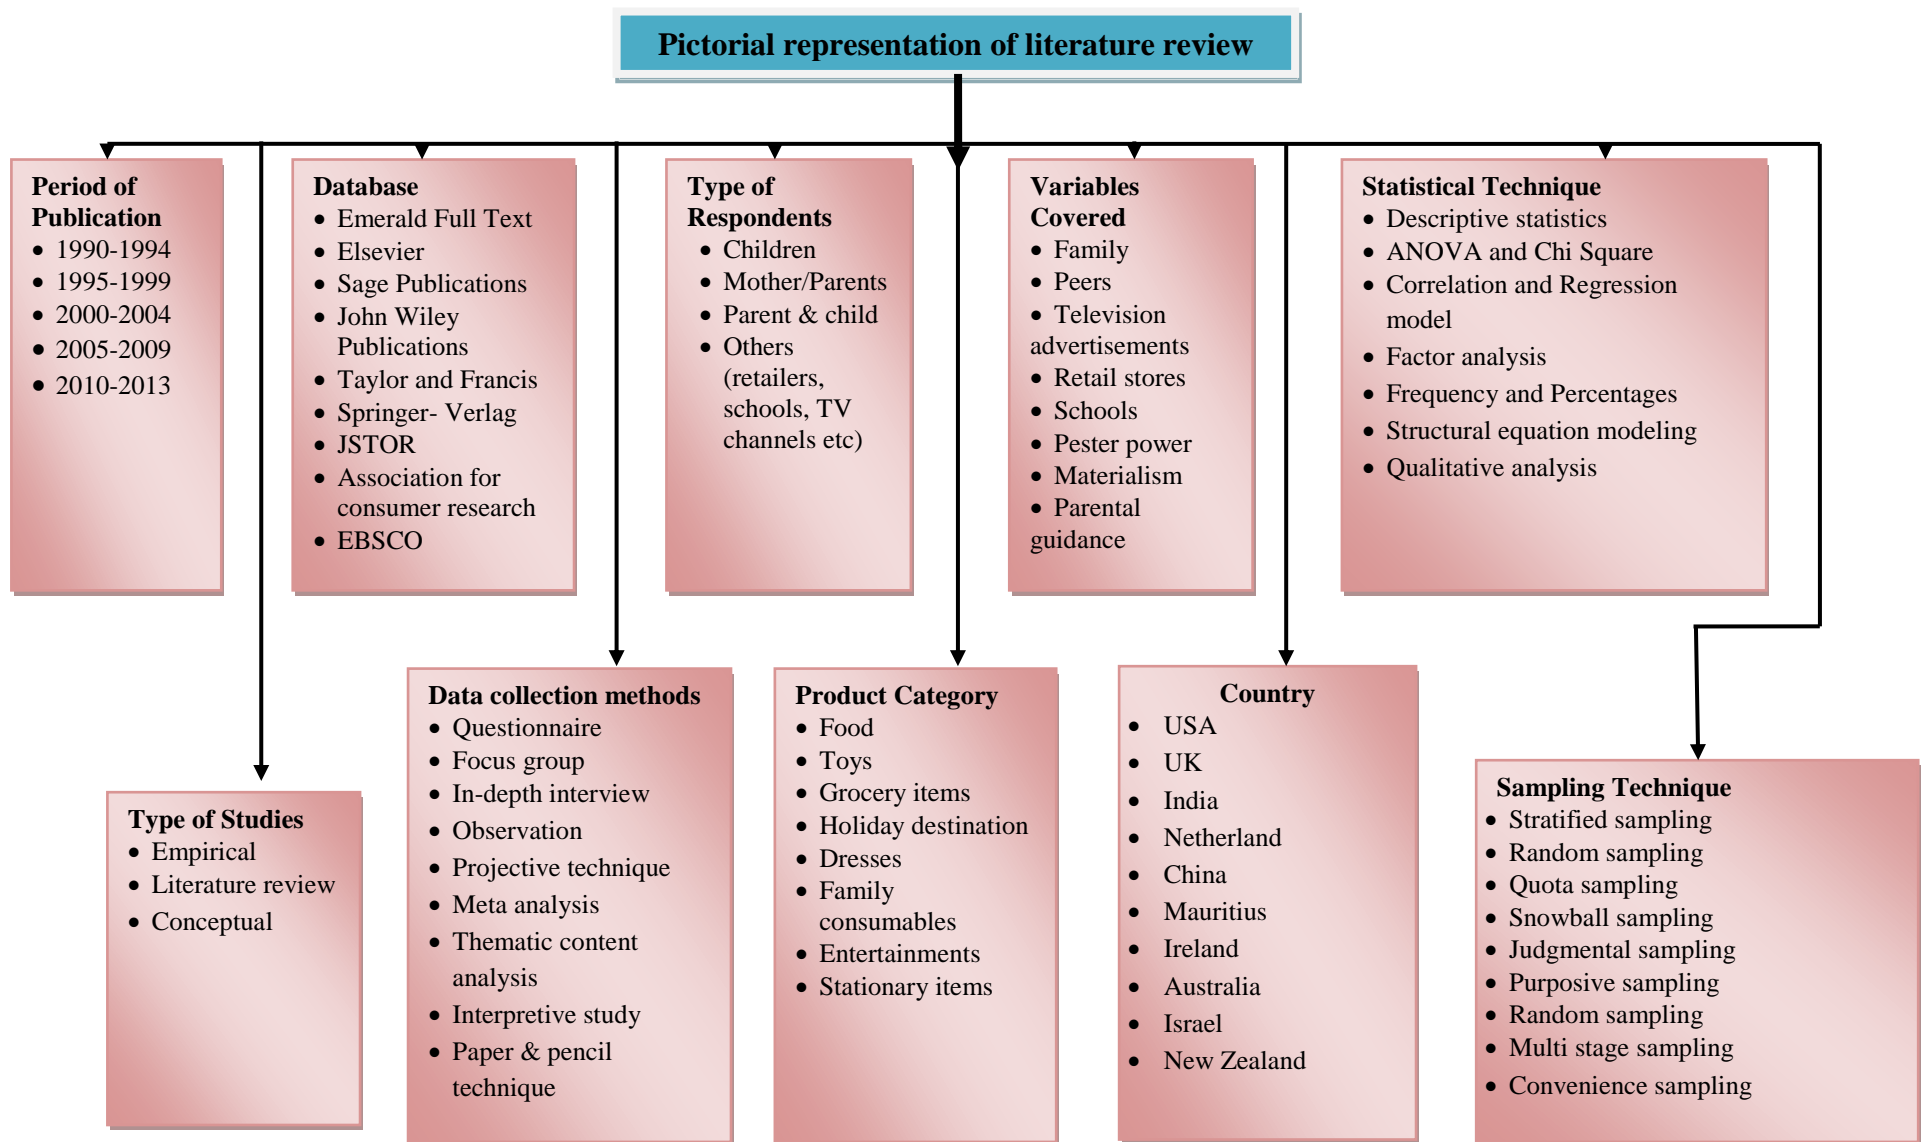 Pictorial representation of literature review
Period of
Publication
• 1990-1994
• 1995-1999
• 2000-2004
• 2005-2009
• 2010-2013
Database
• Emerald Full Text
• Elsevier
• Sage Publications
• John Wiley
Publications
• Taylor and Francis
• Springer- Verlag
• JSTOR
• Association for
consumer research
• EBSCO
Type of
Respondents
• Children
• Mother/Parents
• Parent & child
• Others
(retailers,
schools, TV
channels etc)
Variables
Covered
• Family
• Peers
• Television
advertisements
• Retail stores
• Schools
• Pester power
• Materialism
• Parental
guidance
Statistical Technique
• Descriptive statistics
• ANOVA and Chi Square
• Correlation and Regression
model
• Factor analysis
• Frequency and Percentages
• Structural equation modeling
• Qualitative analysis
Type of Studies
• Empirical
• Literature review
• Conceptual
Data collection methods
• Questionnaire
• Focus group
• In-depth interview
• Observation
• Projective technique
• Meta analysis
• Thematic content
analysis
• Interpretive study
• Paper & pencil
technique
Product Category
• Food
• Toys
• Grocery items
• Holiday destination
• Dresses
• Family
consumables
• Entertainments
• Stationary items
Country
• USA
• UK
• India
• Netherland
• China
• Mauritius
• Ireland
• Australia
• Israel
• New Zealand
Sampling Technique
• Stratified sampling
• Random sampling
• Quota sampling
• Snowball sampling
• Judgmental sampling
• Purposive sampling
• Random sampling
• Multi stage sampling
• Convenience sampling